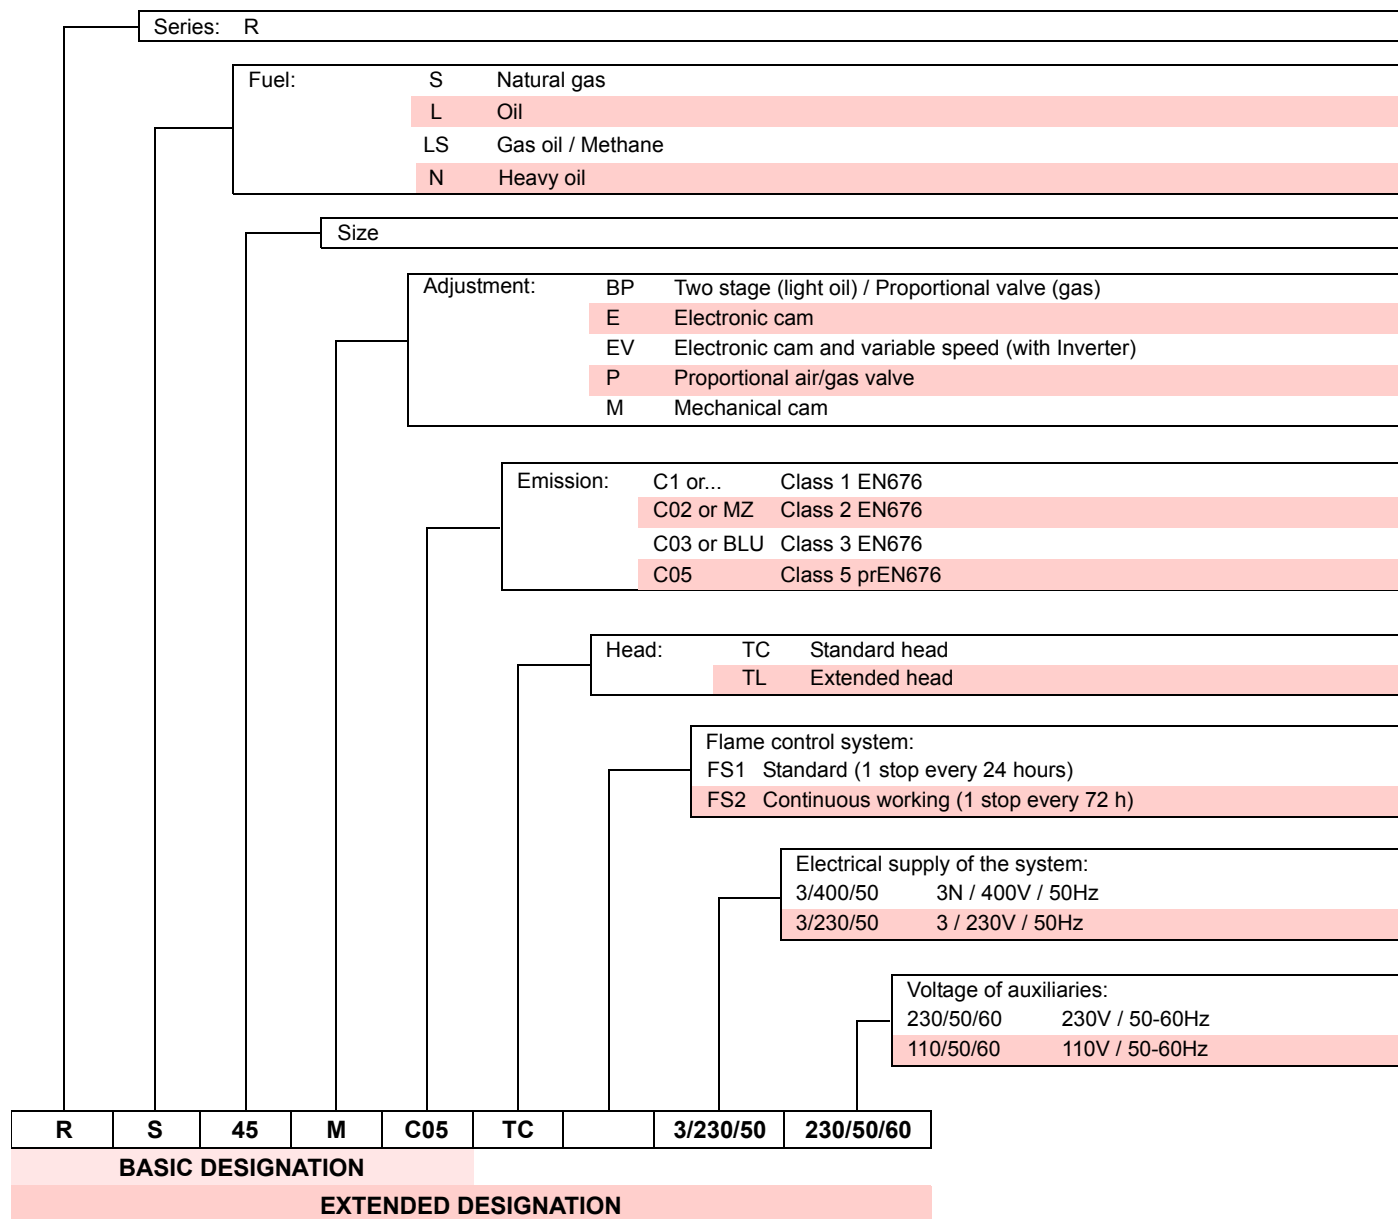 Series: R
Fuel: S Natural gas
L Oil
LS Gas oil / Methane
N Heavy oil
Size
Adjustment: BP Two stage (light oil) / Proportional valve (gas)
E Electronic cam
EV Electronic cam and variable speed (with Inverter)
P Proportional air/gas valve
M Mechanical cam
Emission: C1 or... Class 1 EN676
C02 or MZ Class 2 EN676
C03 or BLU Class 3 EN676
C05 Class 5 prEN676
Head: TC Standard head
TL Extended head
Flame control system:
FS1 Standard (1 stop every 24 hours)
FS2 Continuous working (1 stop every 72 h)
Electrical supply of the system:
3/400/50 3N / 400V / 50Hz
3/230/50 3 / 230V / 50Hz
Voltage of auxiliaries:
230/50/60 230V / 50-60Hz
110/50/60 110V / 50-60Hz
R S 45 M C05 TC 3/230/50 230/50/60
BASIC DESIGNATION
EXTENDED DESIGNATION